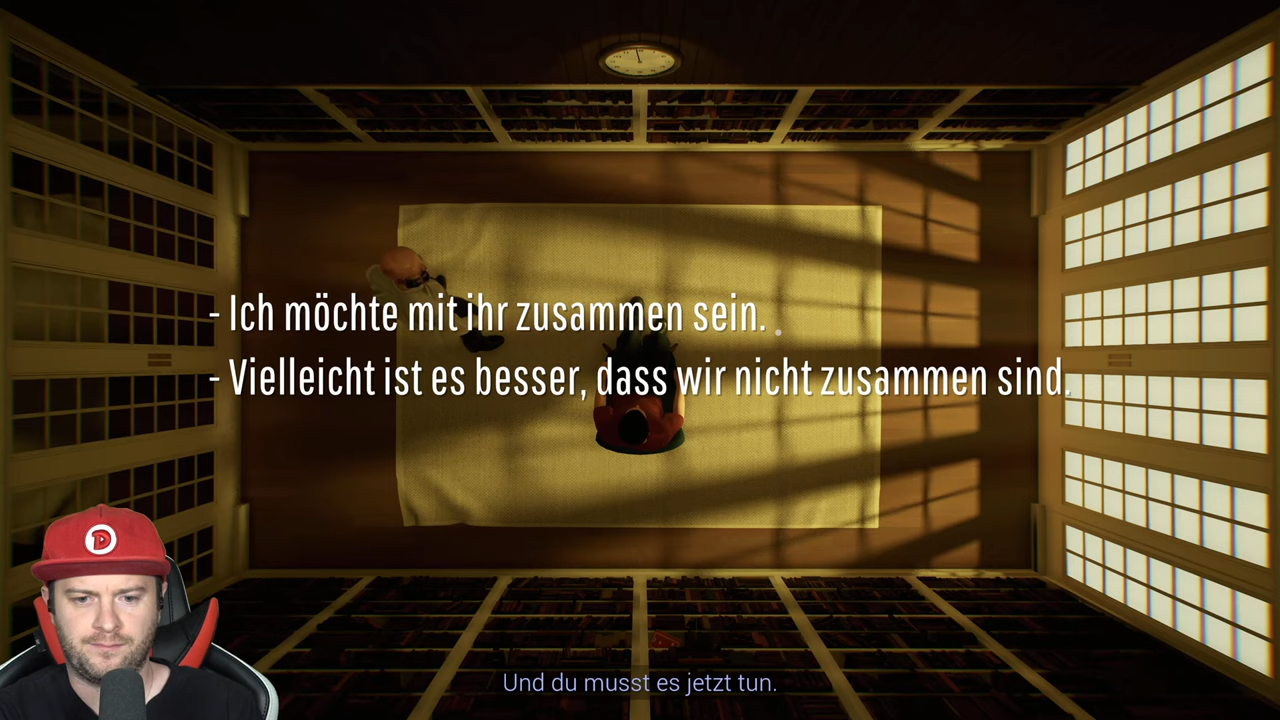 - Ich möchte mit ihr zusammen sein.
- Vielleicht ist es besser, dass wir nicht zusammen sind.
D
Und du musst es jetzt tun.